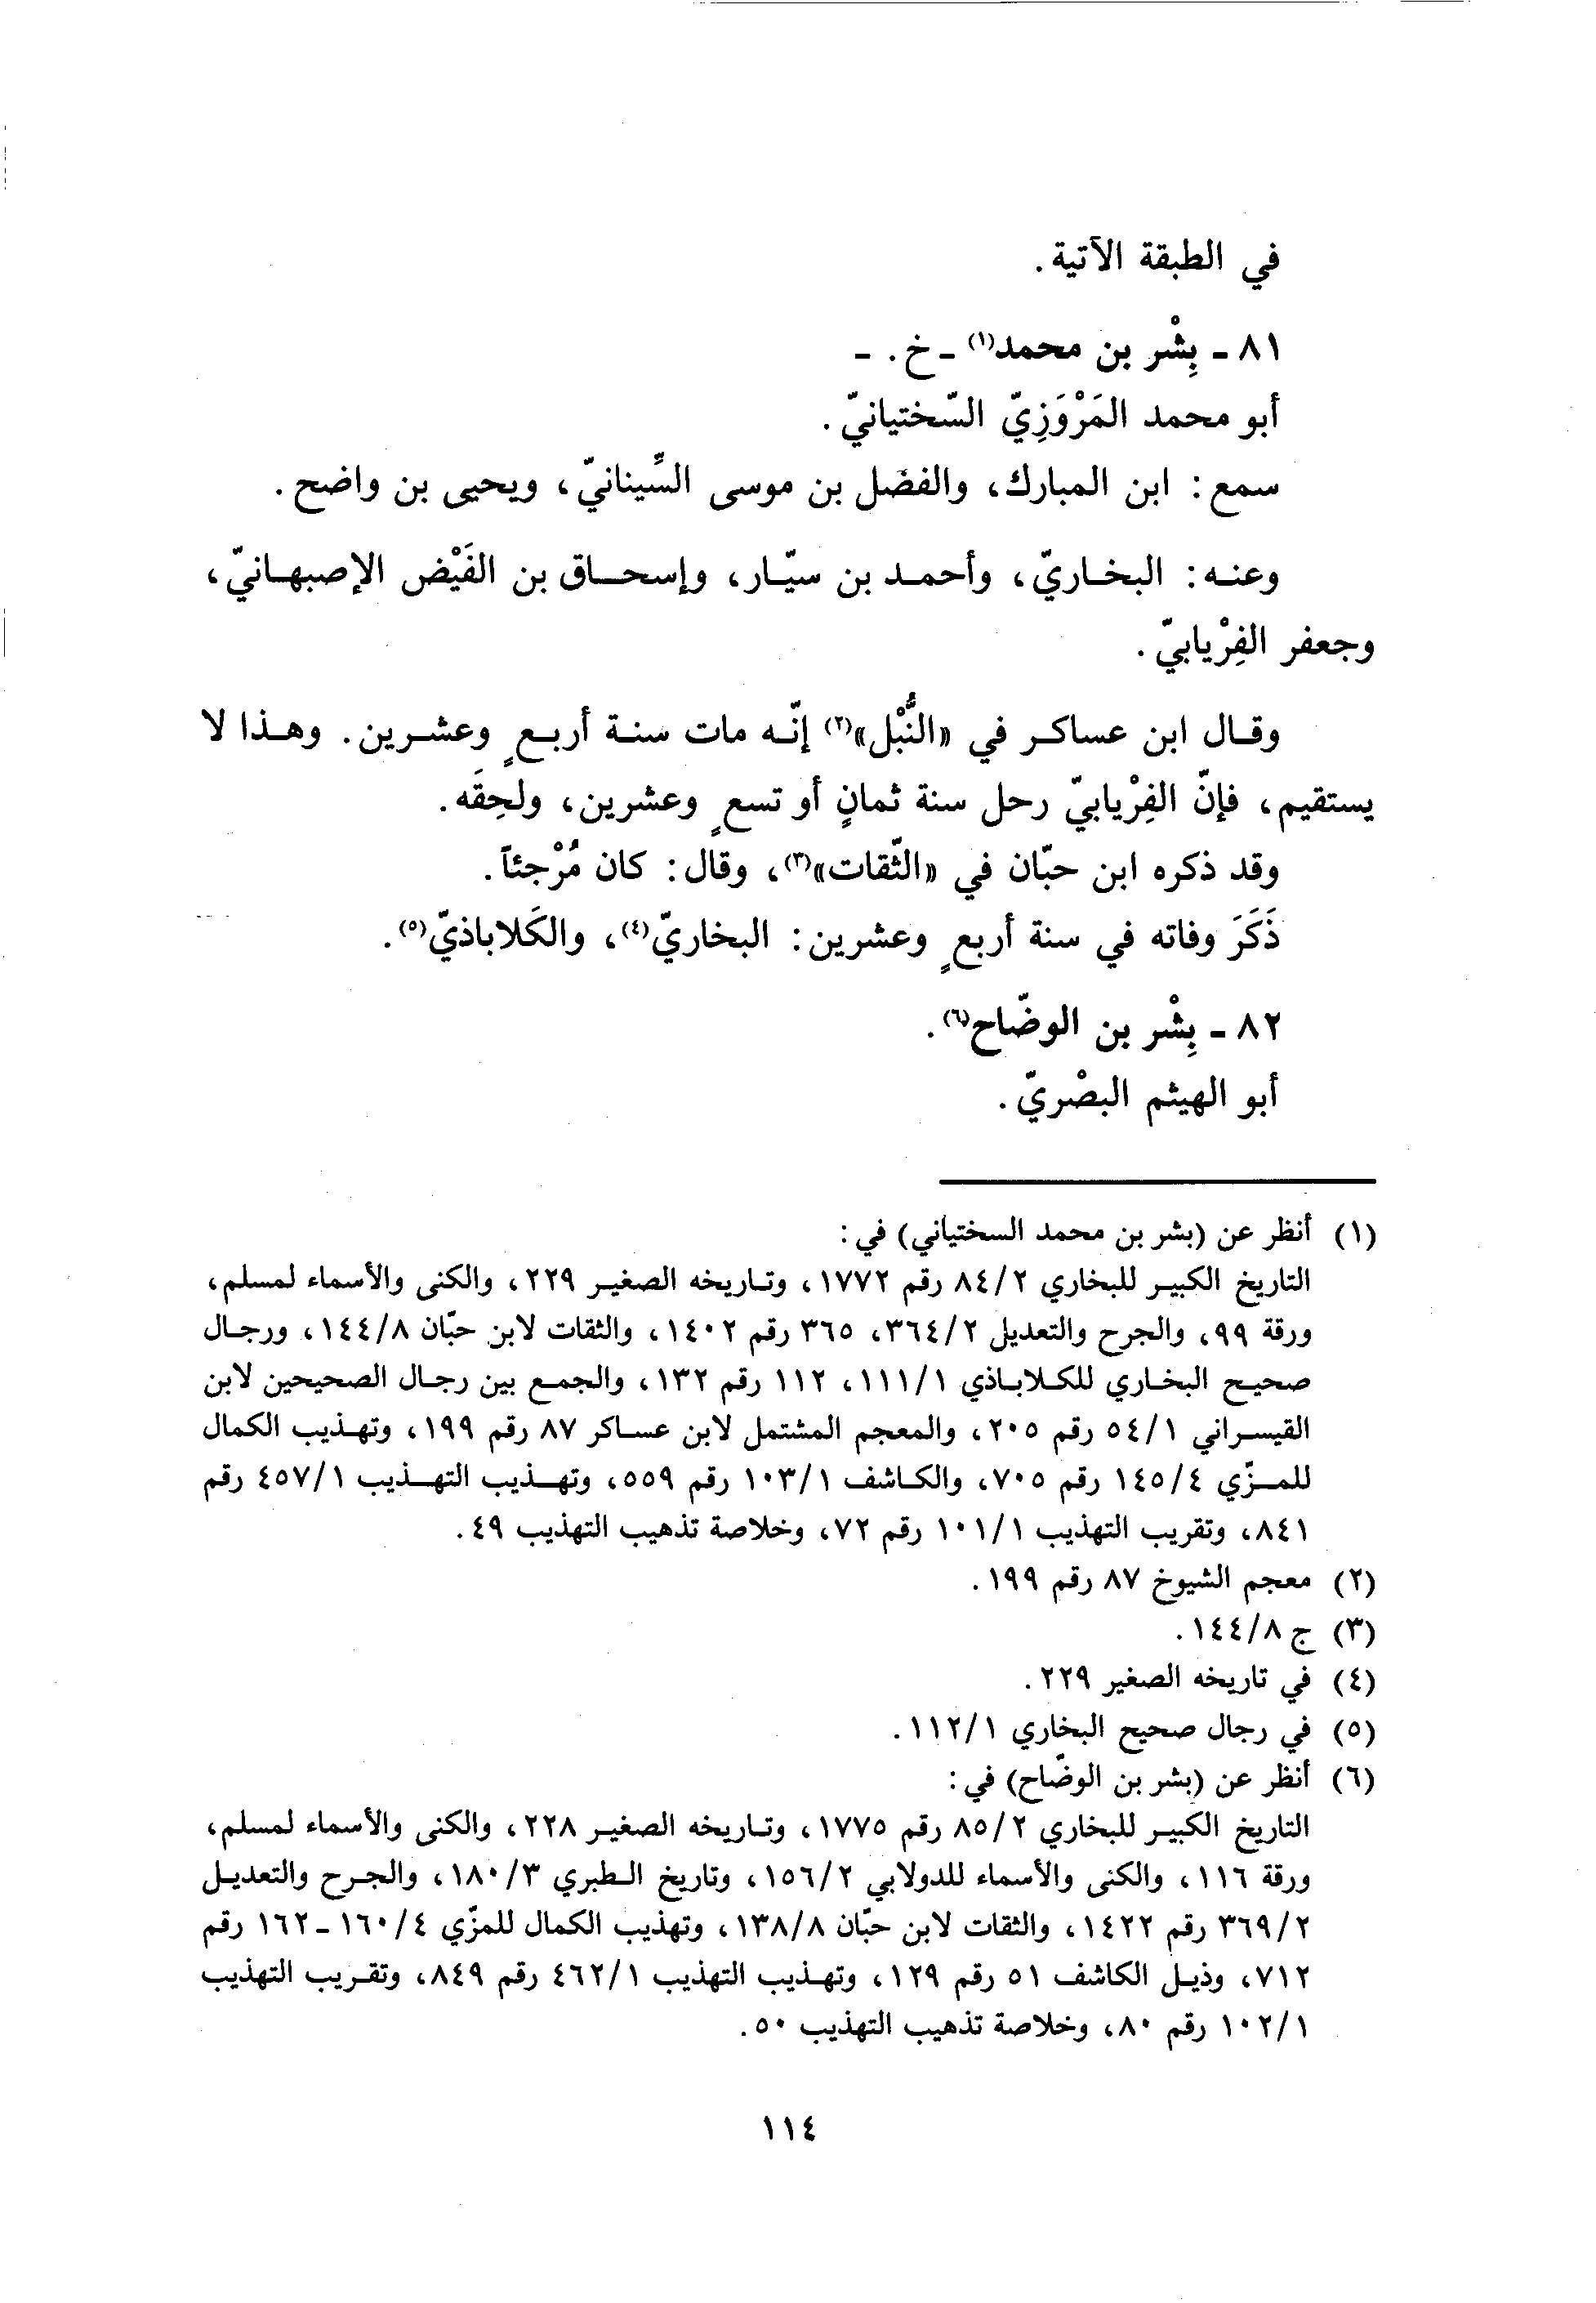 في الطبقة الآتية.
٨١ - بِشْر بن محمد(١) - خ. -
أبو محمد المَرْوَزِيّ السّختيانيّ.
سمع: ابن المبارك، والفضل بن موسى السِّينانيّ، ويحيى بن واضح.
وعنه: البخاريّ، وأحمد بن سيّار، وإسحاق بن الفَيْض الإصبهانيّ،
وجعفر الفِرْيابيّ.
وقال ابن عساكر في «النُّبْل»(٢) إنّه مات سنة أربعٍ وعشرين. وهذا لا
يستقيم، فإنّ الفِرْيابيّ رحل سنة ثمانٍ أو تسعٍ وعشرين، ولحِقَه.
وقد ذكره ابن حبّان في «الثّقات»(٣)، وقال: كان مُرْجئاً.
ذَكَرَ وفاته في سنة أربعٍ وعشرين: البخاريّ(٤)، والكَلاباذيّ(٥).
٨٢ - بِشْر بن الوضّاح(٦).
أبو الهيثم البصْريّ.
(١) أنظر عن (بشر بن محمد السختياني) في:
التاريخ الكبير للبخاري ٨٤/٢ رقم ١٧٧٢، وتاريخه الصغير ٢٢٩، والكنى والأسماء لمسلم،
ورقة ٩٩، والجرح والتعديل ٣٦٤/٢، ٣٦٥ رقم ١٤٠٢، والثقات لابن حبّان ١٤٤/٨، ورجال
صحيح البخاري للكلاباذي ١١١/١، ١١٢ رقم ١٣٢، والجمع بين رجال الصحيحين لابن
القيسراني ٥٤/١ رقم ٢٠٥، والمعجم المشتمل لابن عساكر ٨٧ رقم ١٩٩، وتهذيب الكمال
للمزّي ١٤٥/٤ رقم ٧٠٥، والكاشف ١٠٣/١ رقم ٥٥٩، وتهذيب التهذيب ٤٥٧/١ رقم
٨٤١، وتقريب التهذيب ١٠١/١ رقم ٧٢، وخلاصة تذهيب التهذيب ٤٩.
(٢) معجم الشيوخ ٨٧ رقم ١٩٩.
(٣) ج ١٤٤/٨.
(٤) في تاريخه الصغير ٢٢٩.
(٥) في رجال صحيح البخاري ١١٢/١.
(٦) أنظر عن (بشر بن الوضّاح) في:
التاريخ الكبير للبخاري ٨٥/٢ رقم ١٧٧٥، وتاريخه الصغير ٢٢٨، والكنى والأسماء لمسلم،
ورقة ١١٦، والكنى والأسماء للدولابي ١٥٦/٢، وتاريخ الطبري ١٨٠/٣، والجرح والتعديل
٣٦٩/٢ رقم ١٤٢٢، والثقات لابن حبّان ١٣٨/٨، وتهذيب الكمال للمزّي ١٦٠/٤ - ١٦٢ رقم
٧١٢، وذيل الكاشف ٥١ رقم ١٢٩، وتهذيب التهذيب ٤٦٢/١ رقم ٨٤٩، وتقريب التهذيب
١٠٢/١ رقم ٨٠، وخلاصة تذهيب التهذيب ٥٠.
١١٤